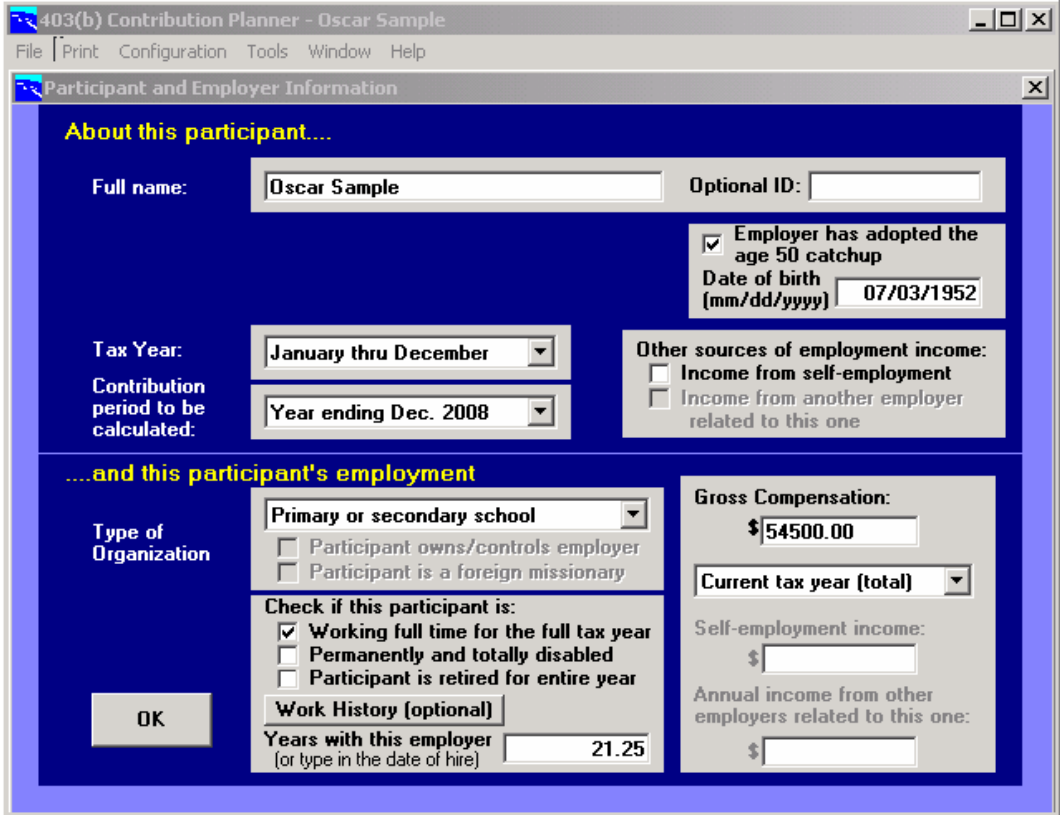 403(b) Contribution Planner - Oscar Sample
File Print Configuration Tools Window Help
Participant and Employer Information
About this participant....
Full name:
Oscar Sample
Optional ID:
Employer has adopted the
age 50 catchup
Date of birth
(mm/dd/yyyy)
07/03/1952
Tax Year:
January thru December
Contribution
period to be
calculated:
Year ending Dec. 2008
Other sources of employment income:
Income from self-employment
Income from another employer
related to this one
....and this participant's employment
Type of
Organization
Primary or secondary school
Participant owns/controls employer
Participant is a foreign missionary
Check if this participant is:
Working full time for the full tax year
Permanently and totally disabled
Participant is retired for entire year
Work History (optional)
Years with this employer
(or type in the date of hire)
21.25
OK
Gross Compensation:
$54500.00
Current tax year (total)
Self-employment income:
$
Annual income from other
employers related to this one:
$